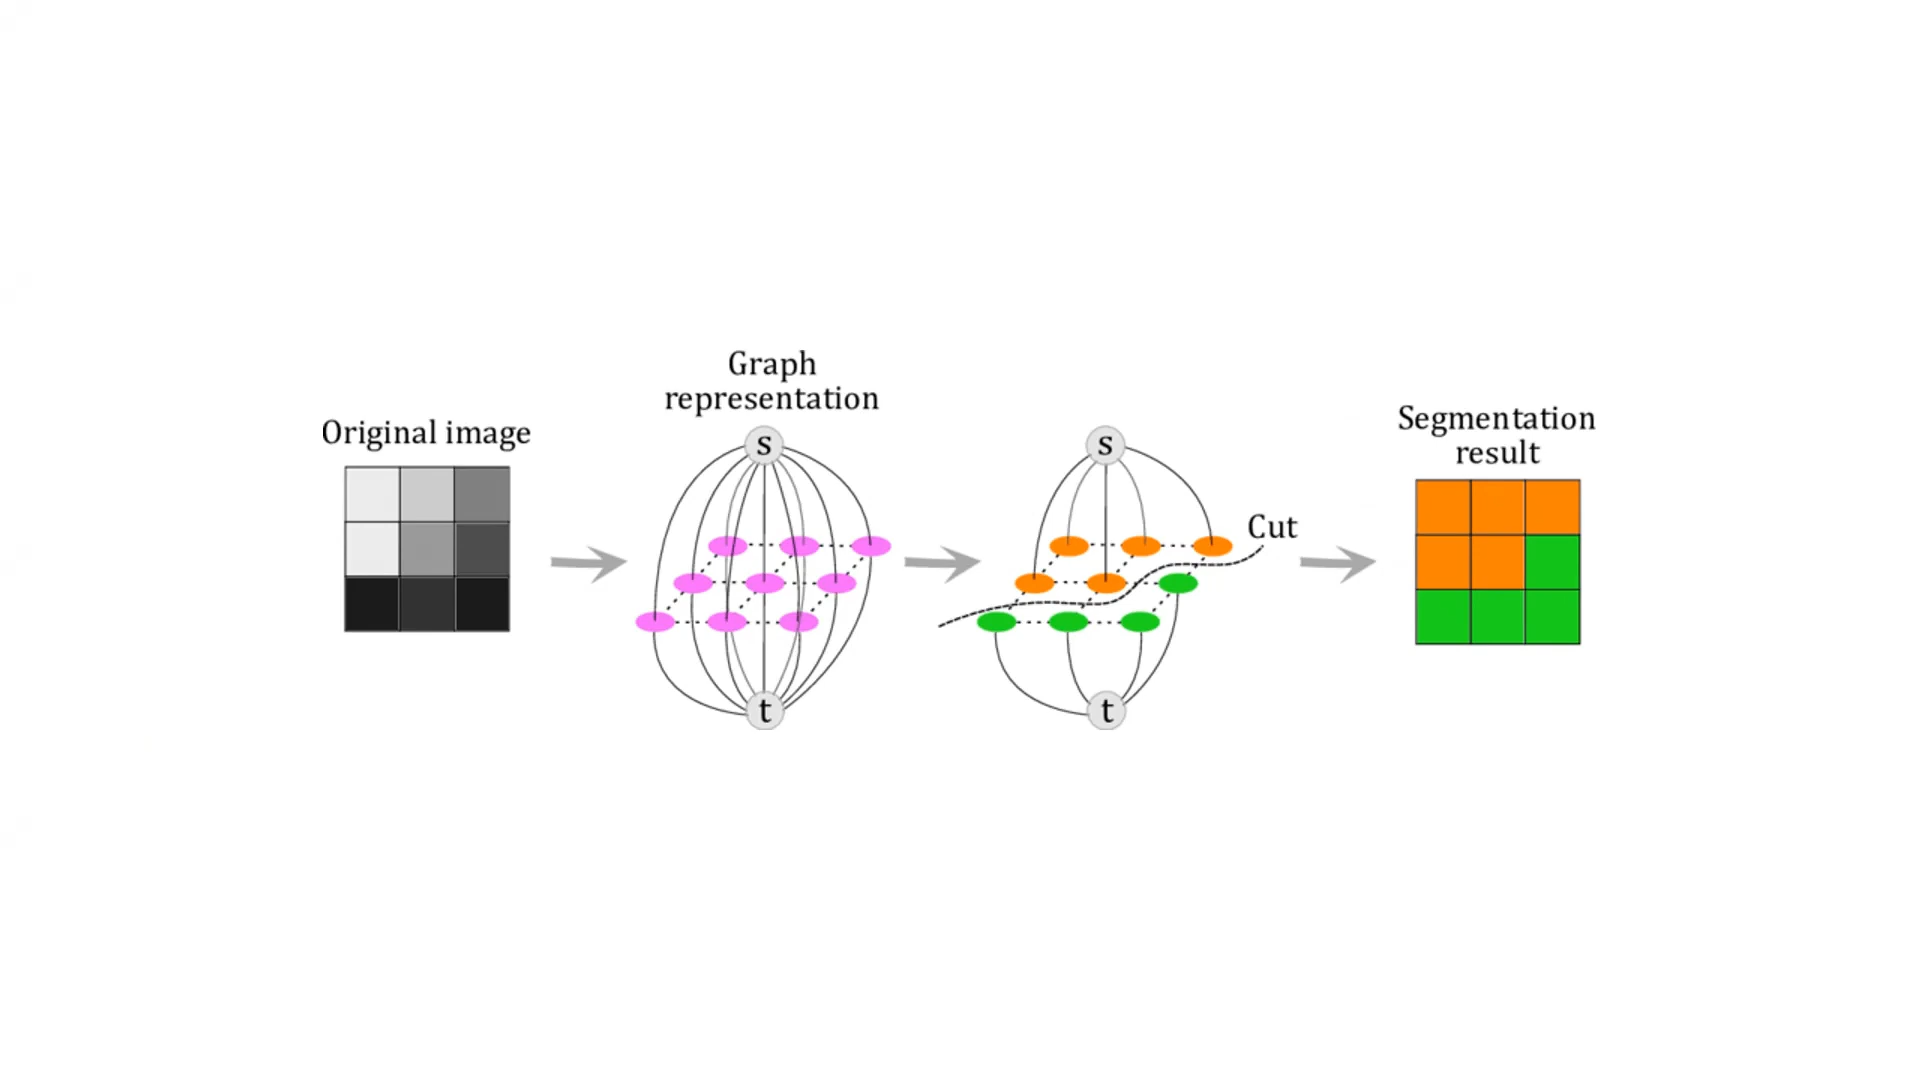 Original image
Graph
representation
s
t
s
Cut
t
Segmentation
result